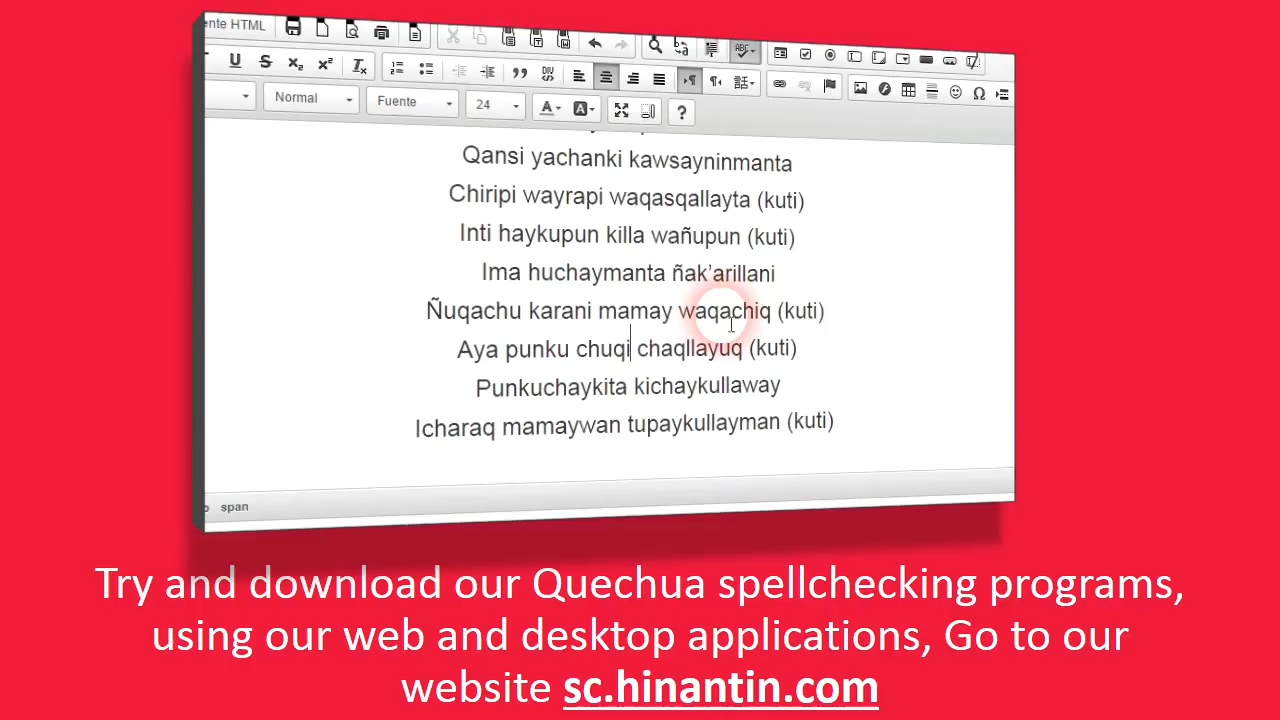 ente HTML
Normal Fuente 24
Qansi yachanki kawsayninmanta
Chiripi wayrapi waqasqallayta (kuti)
Inti haykupun killa wañupun (kuti)
Ima huchaymanta ñak’arillani
Ñuqachu karani mamay waqachiq (kuti)
Aya punku chuqi chaqllayuq (kuti)
Punkuchaykita kichaykullaway
Icharaq mamaywan tupaykullayman (kuti)
span
Try and download our Quechua spellchecking programs,
using our web and desktop applications, Go to our
website sc.hinantin.com